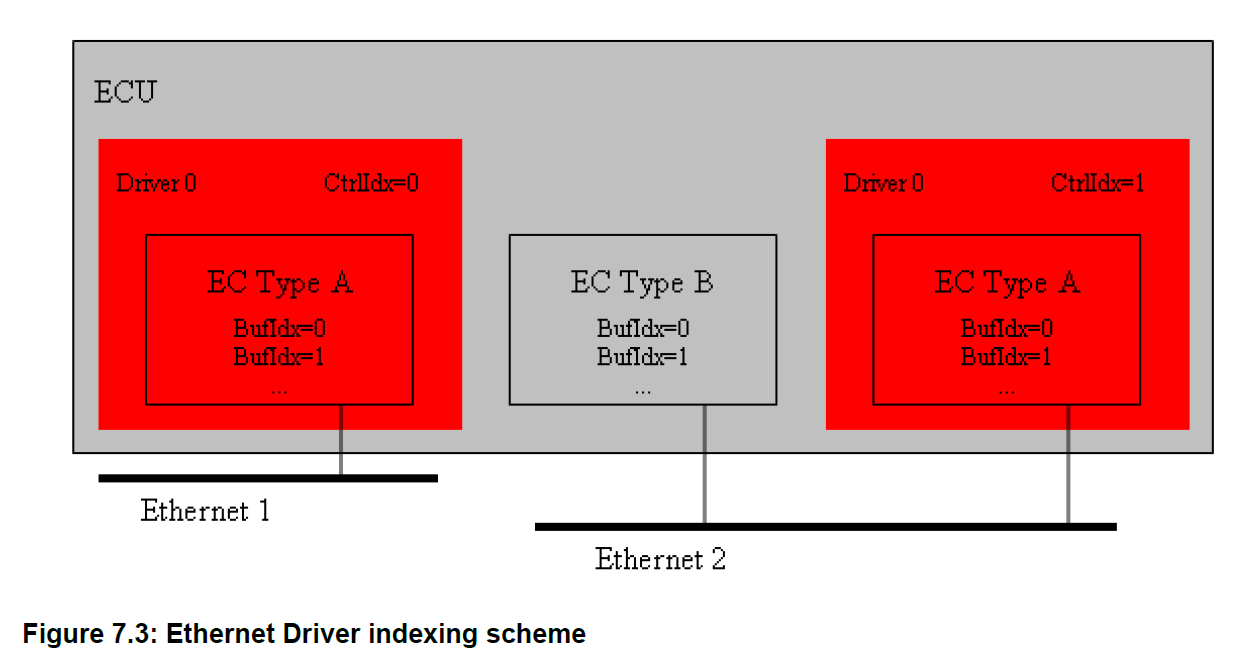 ECU
Driver 0 CtrlIdx=0
EC Type A
BufIdx=0
BufIdx=1
...
EC Type B
BufIdx=0
BufIdx=1
...
Driver 0 CtrlIdx=1
EC Type A
BufIdx=0
BufIdx=1
...
Ethernet 1
Ethernet 2
Figure 7.3: Ethernet Driver indexing scheme